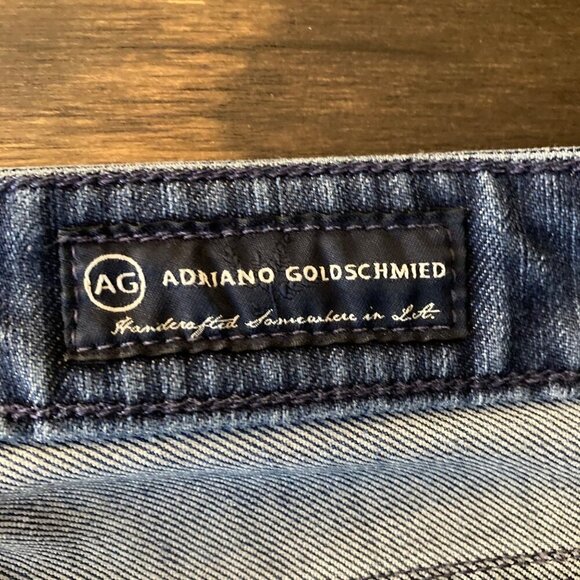 AG ADRIANO GOLDSCHMIED
Handcrafted Somewhere in L.A.